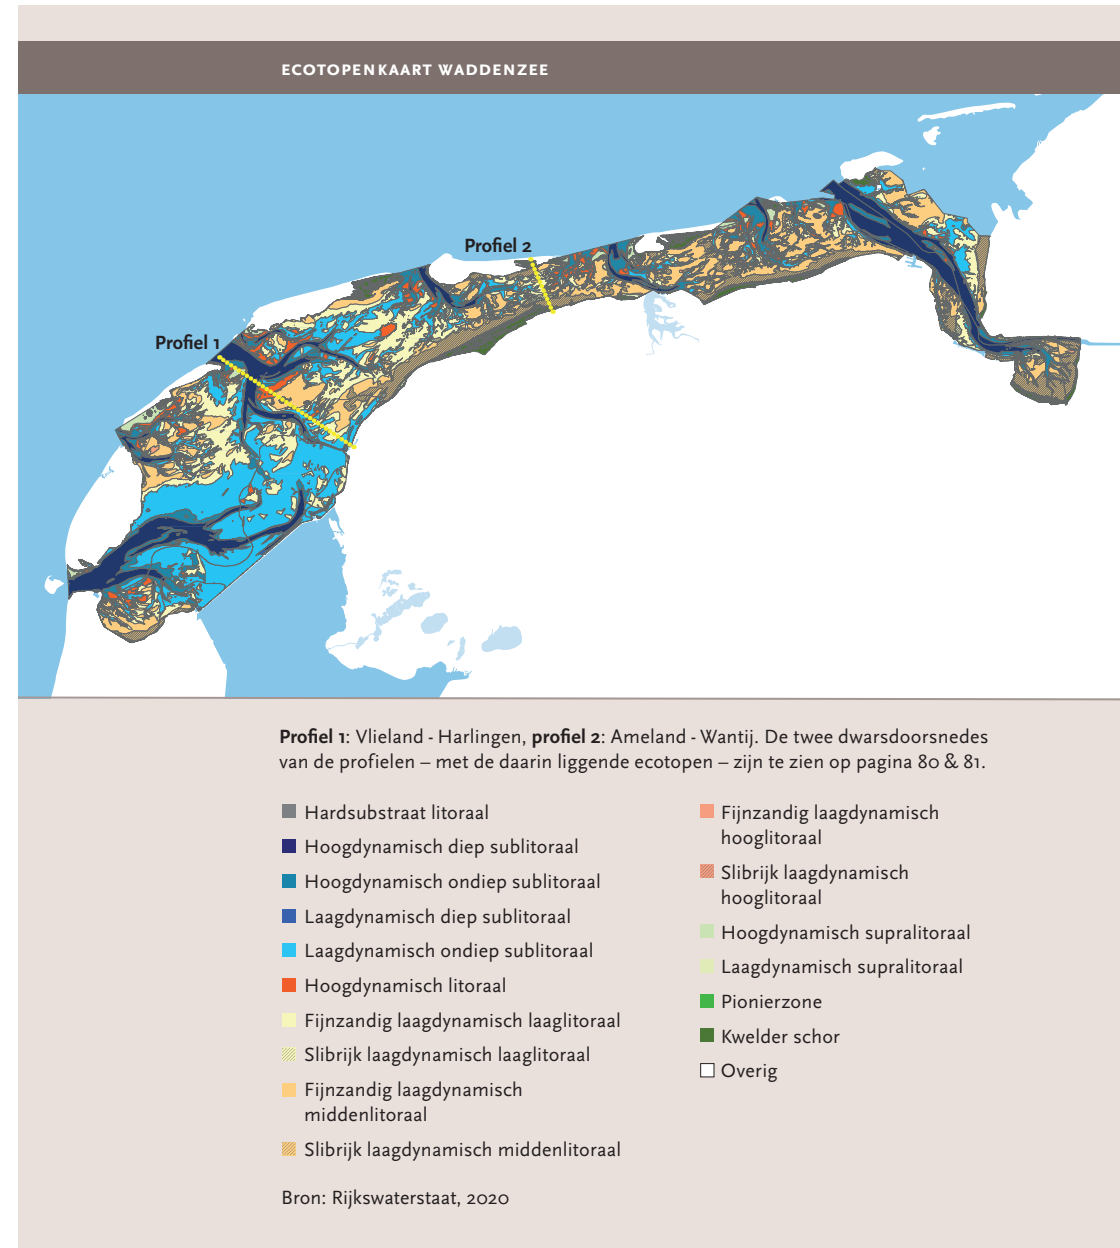 ECOTOPENKAART WADDENZEE
Profiel 2
Profiel 1
Profiel 1: Vlieland - Harlingen, profiel 2: Ameland - Wantij. De twee dwarsdoorsnedes
van de profielen – met de daarin liggende ecotopen – zijn te zien op pagina 80 & 81.
Hardsubstraat litoraal
Hoogdynamisch diep sublitoraal
Hoogdynamisch ondiep sublitoraal
Laagdynamisch diep sublitoraal
Laagdynamisch ondiep sublitoraal
Hoogdynamisch litoraal
Fijnzandig laagdynamisch laaglitoraal
Slibrijk laagdynamisch laaglitoraal
Fijnzandig laagdynamisch
middenlitoraal
Slibrijk laagdynamisch middenlitoraal
Fijnzandig laagdynamisch
hooglitoraal
Slibrijk laagdynamisch
hooglitoraal
Hoogdynamisch supralitoraal
Laagdynamisch supralitoraal
Pionierzone
Kwelder schor
Overig
Bron: Rijkswaterstaat, 2020